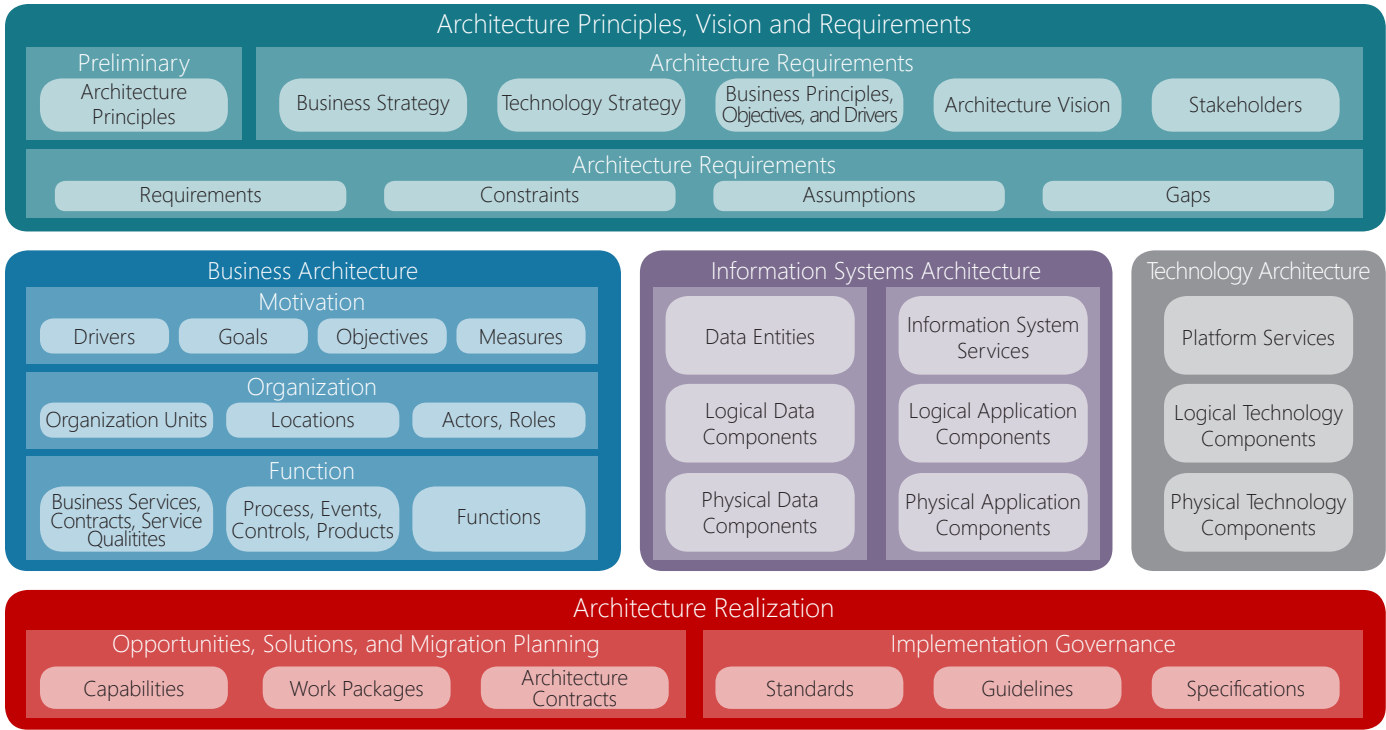 Architecture Principles, Vision and Requirements
Preliminary
Architecture
Principles
Architecture Requirements
Business Strategy
Technology Strategy
Business Principles,
Objectives, and Drivers
Architecture Vision
Stakeholders
Architecture Requirements
Requirements
Constraints
Assumptions
Gaps
Business Architecture
Motivation
Drivers
Goals
Objectives
Measures
Organization
Organization Units
Locations
Actors, Roles
Function
Business Services,
Contracts, Service
Qualitites
Process, Events,
Controls, Products
Functions
Information Systems Architecture
Data Entities
Logical Data
Components
Physical Data
Components
Information System
Services
Logical Application
Components
Physical Application
Components
Technology Architecture
Platform Services
Logical Technology
Components
Physical Technology
Components
Architecture Realization
Opportunities, Solutions, and Migration Planning
Capabilities
Work Packages
Architecture
Contracts
Implementation Governance
Standards
Guidelines
Specifications